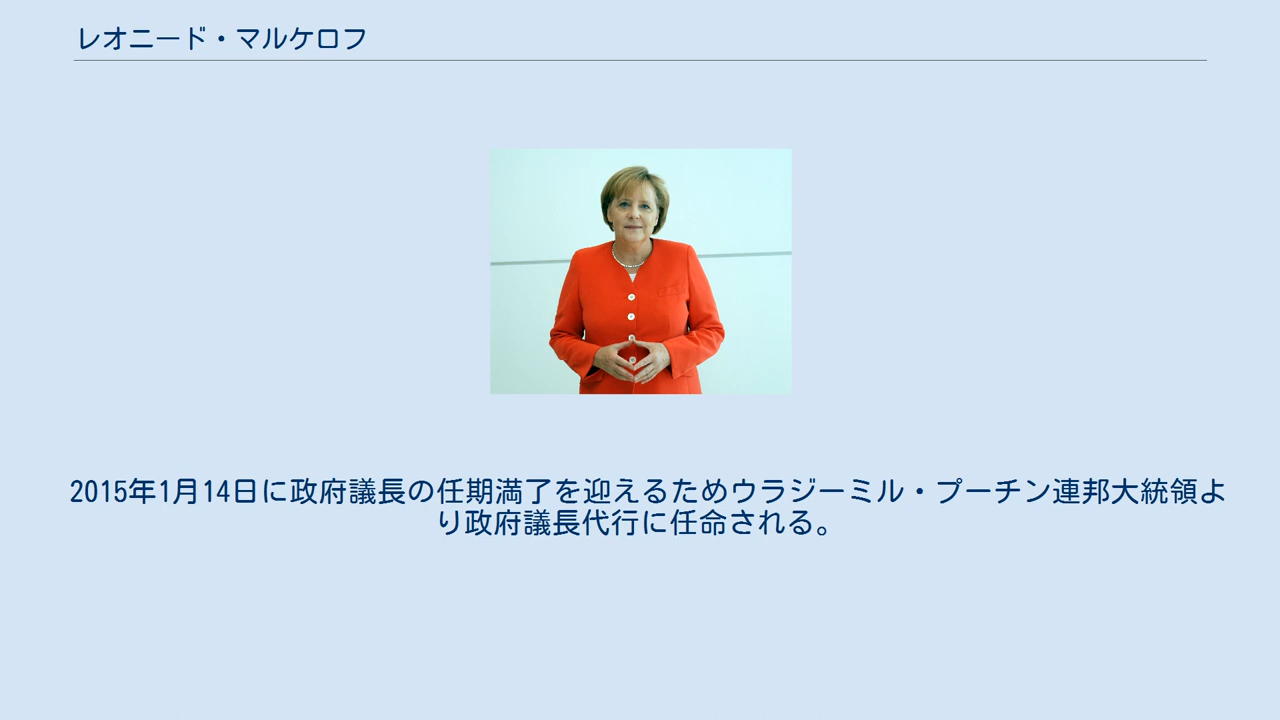 レオニード・マルケロフ
2015年1月14日に政府議長の任期満了を迎えるためウラジーミル・プーチン連邦大統領よ
り政府議長代行に任命される。